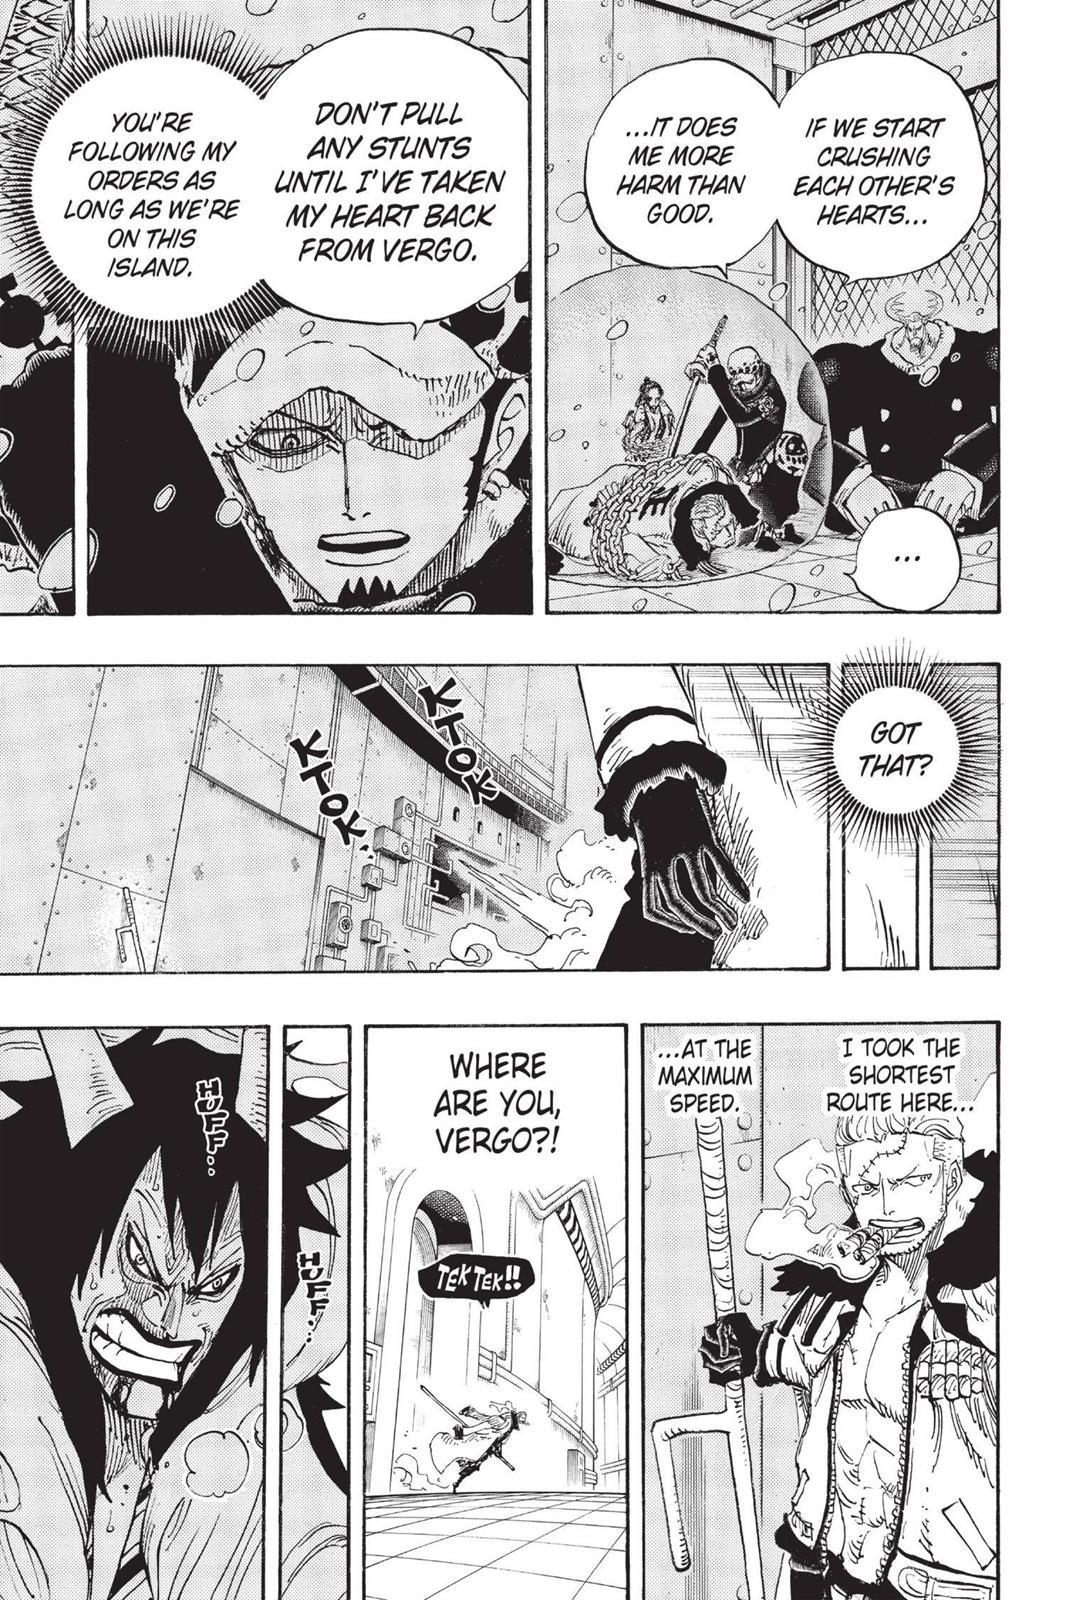 IF WE START
CRUSHING
EACH OTHER'S
HEARTS...
...IT DOES
ME MORE
HARM THAN
GOOD.
...
DON'T PULL
ANY STUNTS
UNTIL I'VE TAKEN
MY HEART BACK
FROM VERGO.
YOU'RE
FOLLOWING MY
ORDERS AS
LONG AS WE'RE
ON THIS
ISLAND.
GOT
THAT?
KTOK
KTOK...
I TOOK THE
SHORTEST
ROUTE HERE...
...AT THE
MAXIMUM
SPEED.
WHERE
ARE YOU,
VERGO?!
TEK TEK!!
HUFF...
HUFF...